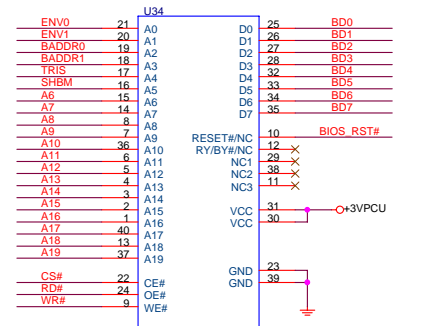 U34
ENV0 21 A0 D0 25 BD0
ENV1 20 A1 D1 26 BD1
BADDR0 19 A2 D2 27 BD2
BADDR1 18 A3 D3 28 BD3
TRIS 17 A4 D4 32 BD4
SHBM 16 A5 D5 33 BD5
A6 15 A6 D6 34 BD6
A7 14 A7 D7 35 BD7
A8 8 A8
A9 7 A9 RESET#/NC 10 BIOS_RST#
A10 36 A10 RY/BY#/NC 12
A11 6 A11 NC1 29
A12 5 A12 NC2 38
A13 4 A13 NC3 11
A14 3 A14
A15 2 A15 VCC 31 +3VPCU
A16 1 A16 VCC 30
A17 40 A17
A18 13 A18
A19 37 A19
GND 23
CS# 22 CE# GND 39
RD# 24 OE#
WR# 9 WE#